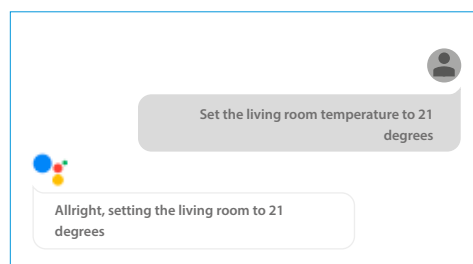 Set the living room temperature to 21
degrees
Allright, setting the living room to 21
degrees